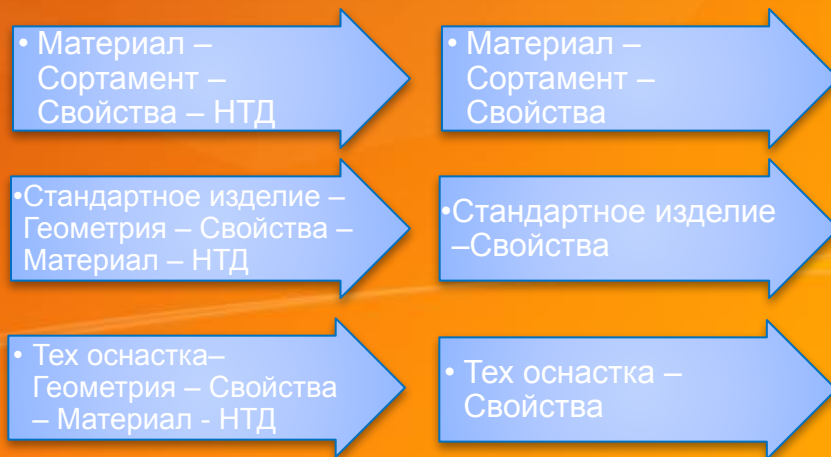 • Материал –
Сортамент –
Свойства – НТД
• Материал –
Сортамент –
Свойства
•Стандартное изделие –
Геометрия – Свойства –
Материал – НТД
•Стандартное изделие
–Свойства
• Тех оснастка–
Геометрия – Свойства
– Материал - НТД
• Тех оснастка –
Свойства